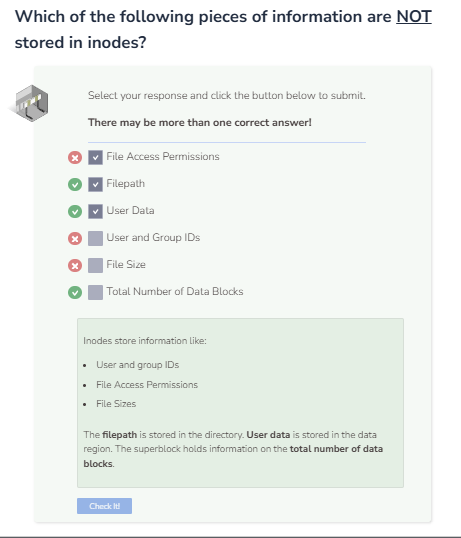 Which of the following pieces of information are NOT
stored in inodes?
Select your response and click the button below to submit.
There may be more than one correct answer!
File Access Permissions
Filepath
User Data
User and Group IDs
File Size
Total Number of Data Blocks
Inodes store information like:
• User and group IDs
• File Access Permissions
• File Sizes
The filepath is stored in the directory. User data is stored in the data
region. The superblock holds information on the total number of data
blocks.
Check It!